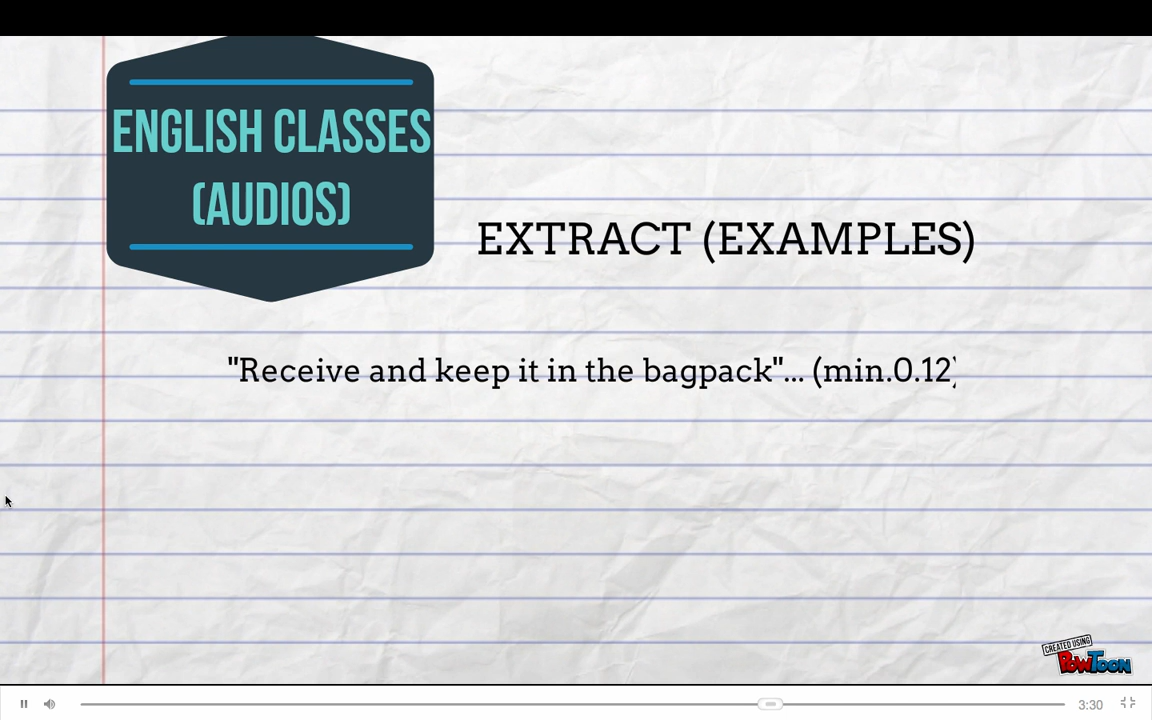 ENGLISH CLASSES
(AUDIOS)
EXTRACT (EXAMPLES)
"Receive and keep it in the bagpack"... (min.0.12)
CREATED USING
POWTOON
3:30